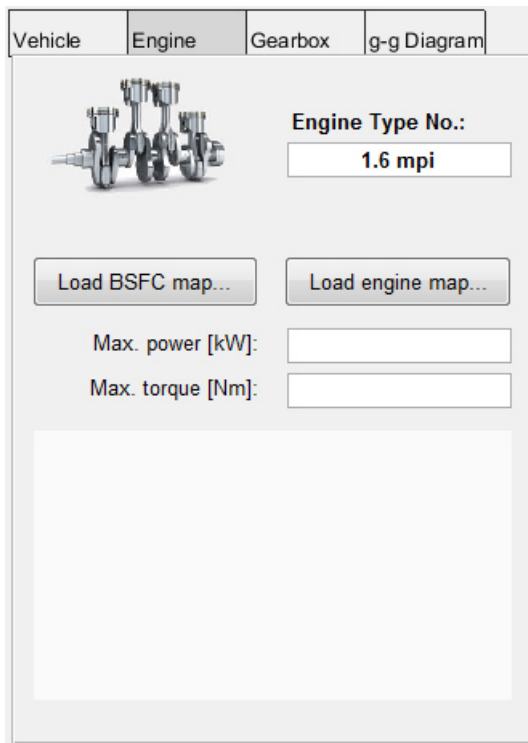 Vehicle Engine Gearbox g-g Diagram
Engine Type No.:
1.6 mpi
Load BSFC map... Load engine map...
Max. power [kW]:
Max. torque [Nm]: